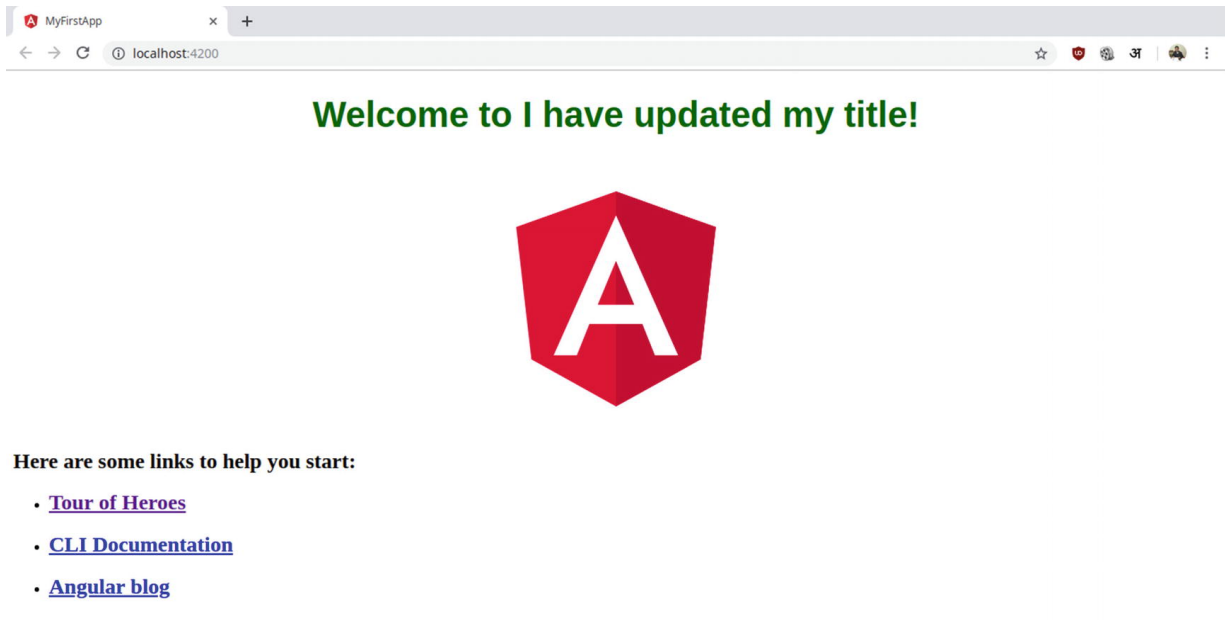 MyFirstApp
localhost:4200
अ
Welcome to I have updated my title!
A
Here are some links to help you start:
Tour of Heroes
CLI Documentation
Angular blog